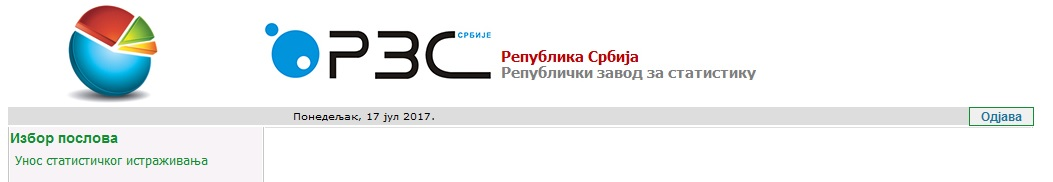 РЗС СРБИЈЕ
Република Србија
Републички завод за статистику
Понедељак, 17 јул 2017.
Одјава
Избор послова
Унос статистичког истраживања